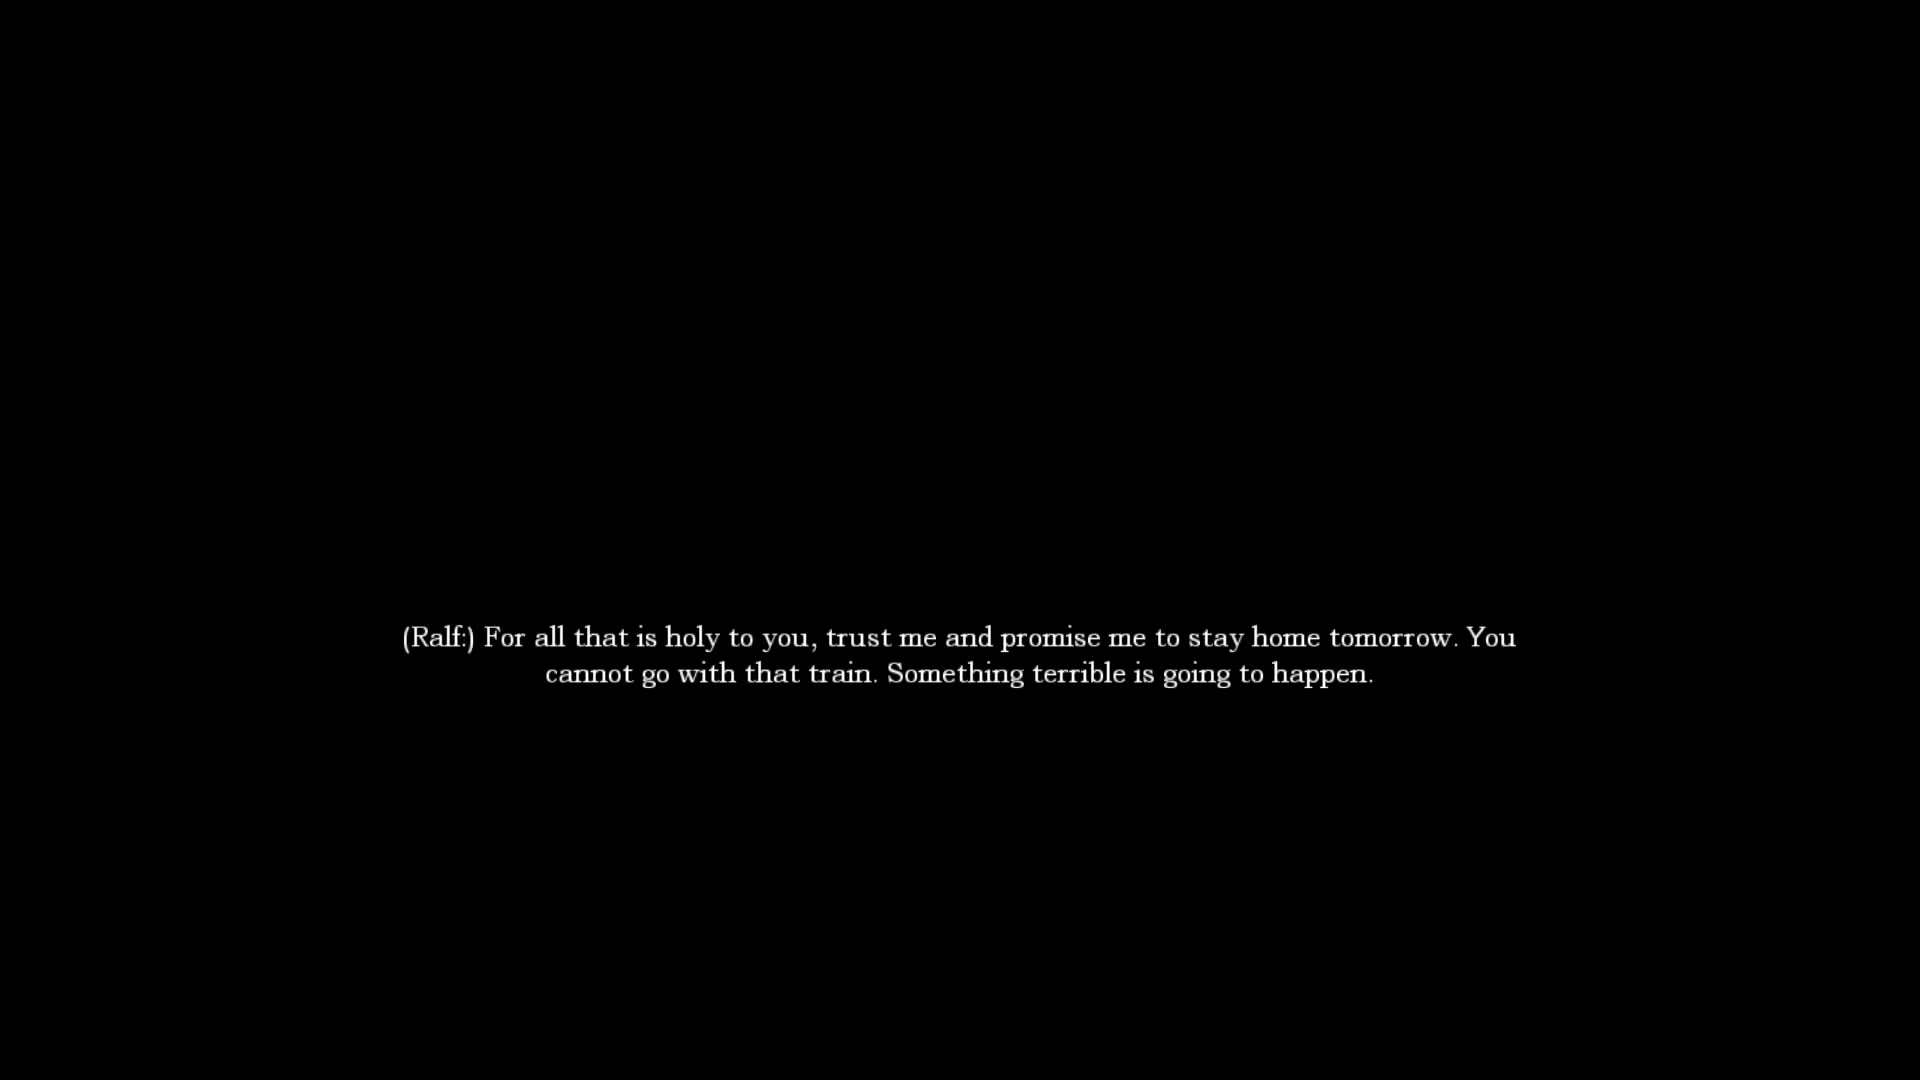 (Ralf:) For all that is holy to you, trust me and promise me to stay home tomorrow. You
cannot go with that train. Something terrible is going to happen.